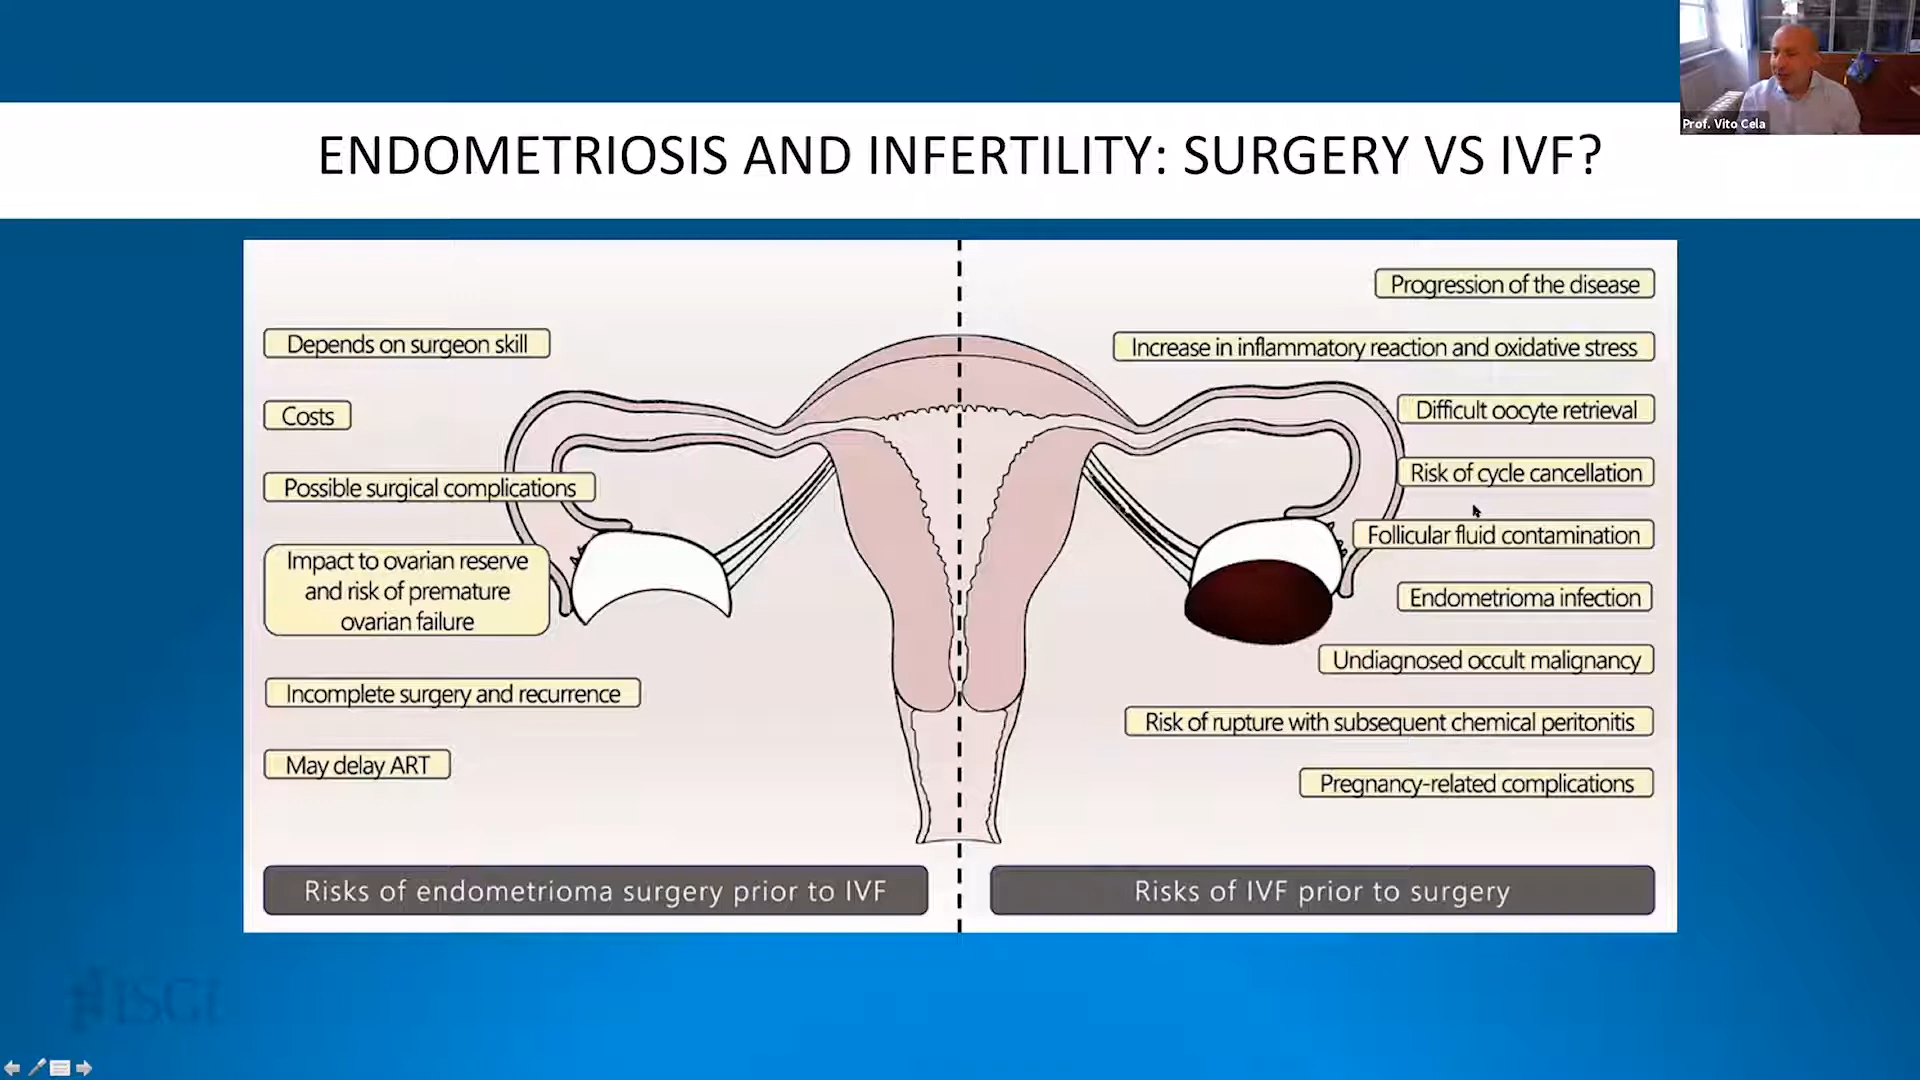 Prof. Vito Cela
ENDOMETRIOSIS AND INFERTILITY: SURGERY VS IVF?
Depends on surgeon skill
Costs
Possible surgical complications
Impact to ovarian reserve
and risk of premature
ovarian failure
Incomplete surgery and recurrence
May delay ART
Risks of endometrioma surgery prior to IVF
Progression of the disease
Increase in inflammatory reaction and oxidative stress
Difficult oocyte retrieval
Risk of cycle cancellation
Follicular fluid contamination
Endometrioma infection
Undiagnosed occult malignancy
Risk of rupture with subsequent chemical peritonitis
Pregnancy-related complications
Risks of IVF prior to surgery